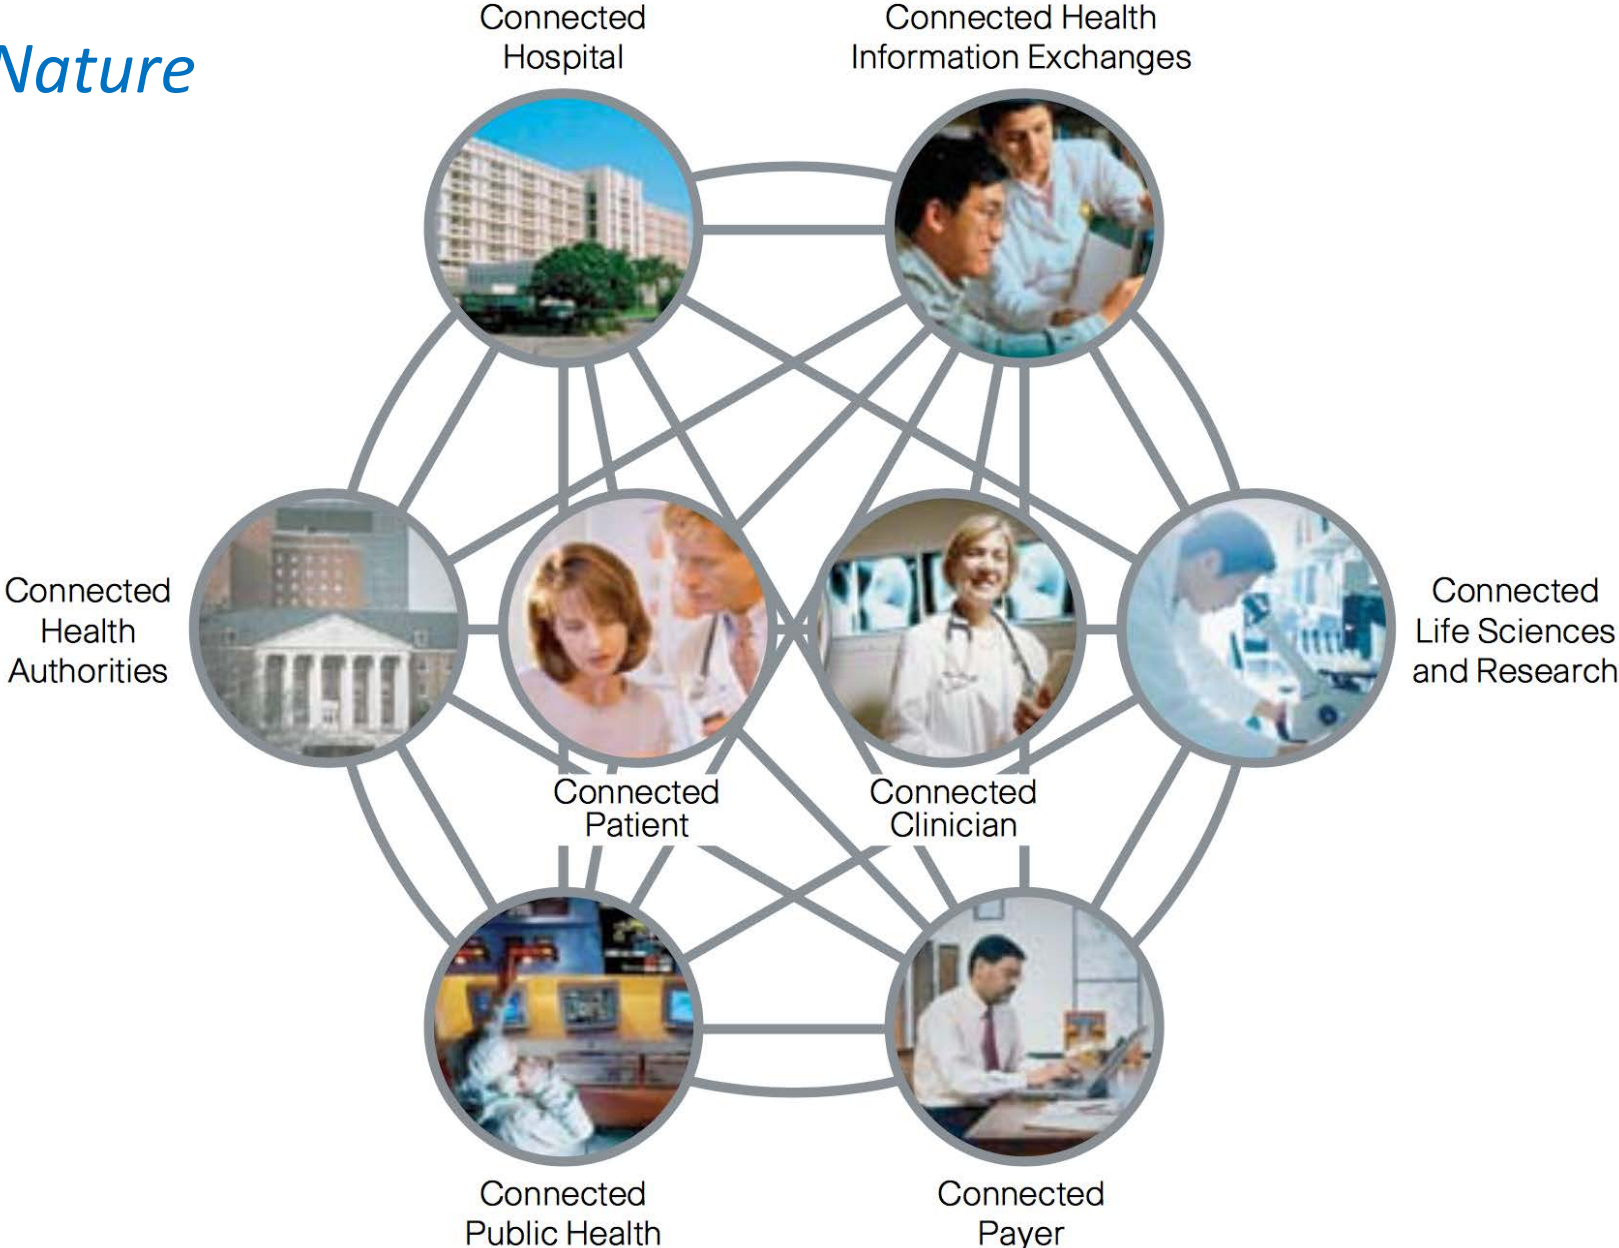 Nature
Connected
Hospital
Connected Health
Information Exchanges
Connected
Health
Authorities
Connected
Life Sciences
and Research
Connected
Patient
Connected
Clinician
Connected
Public Health
Connected
Payer